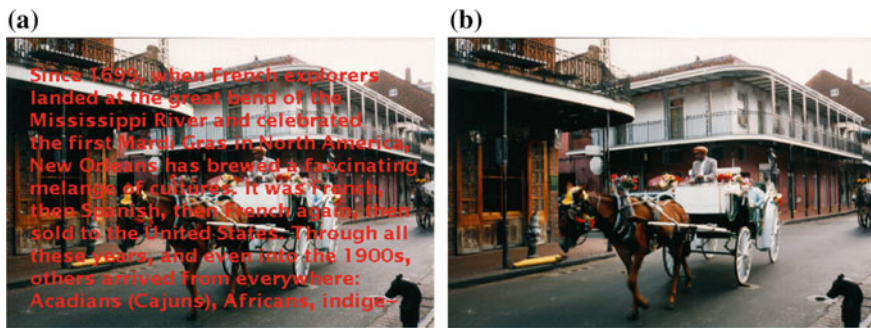 (a)
(b)
Since 1699, when French explorers
landed at the great bend of the
Mississippi River and celebrated
the first Mardi Gras in North America,
New Orleans has brewed a fascinating
melange of cultures. It was French,
then Spanish, then French again, then
sold to the United States. Through all
these years, and even into the 1900s,
others arrived from everywhere:
Acadians (Cajuns), Africans, indige-